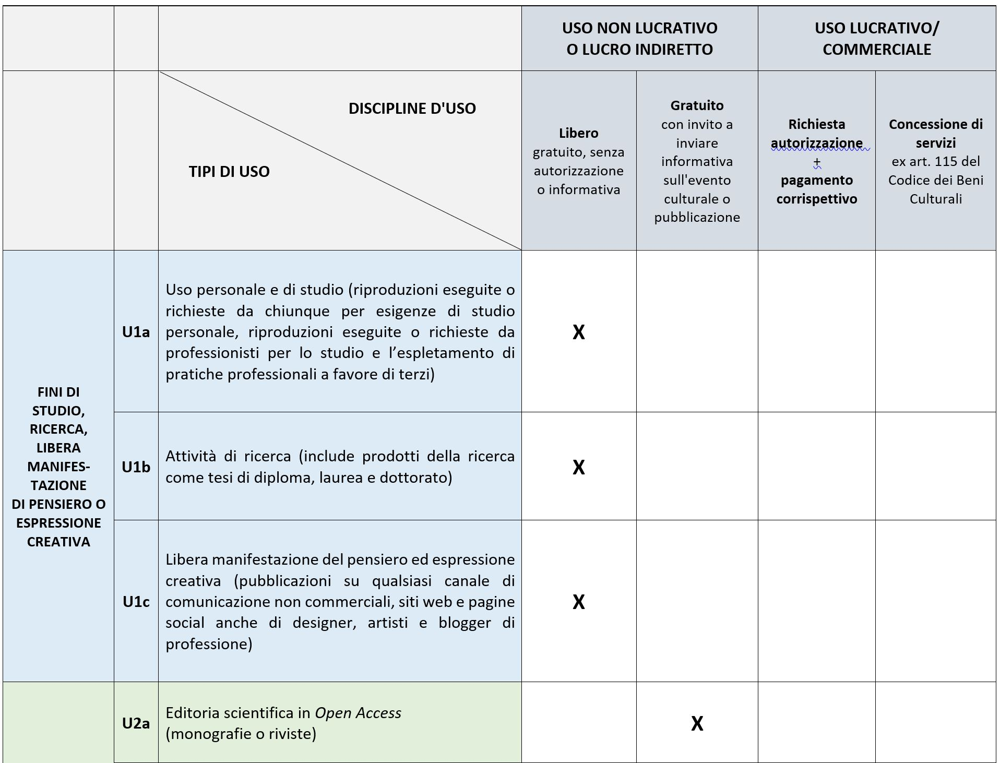 USO NON LUCRATIVO
O LUCRO INDIRETTO
USO LUCRATIVO/
COMMERCIALE
DISCIPLINE D'USO
TIPI DI USO
Libero
gratuito, senza
autorizzazione
o informativa
Gratuito
con invito a
inviare
informativa
sull'evento
culturale o
pubblicazione
Richiesta
autorizzazione
+
pagamento
corrispettivo
Concessione di
servizi
ex art. 115 del
Codice dei Beni
Culturali
FINI DI
STUDIO,
RICERCA,
LIBERA
MANIFES-
TAZIONE
DI PENSIERO O
ESPRESSIONE
CREATIVA
U1a
Uso personale e di studio (riproduzioni eseguite o
richieste da chiunque per esigenze di studio
personale, riproduzioni eseguite o richieste da
professionisti per lo studio e l’espletamento di
pratiche professionali a favore di terzi)
X
U1b
Attività di ricerca (include prodotti della ricerca
come tesi di diploma, laurea e dottorato)
X
U1c
Libera manifestazione del pensiero ed espressione
creativa (pubblicazioni su qualsiasi canale di
comunicazione non commerciali, siti web e pagine
social anche di designer, artisti e blogger di
professione)
X
U2a
Editoria scientifica in Open Access
(monografie o riviste)
X